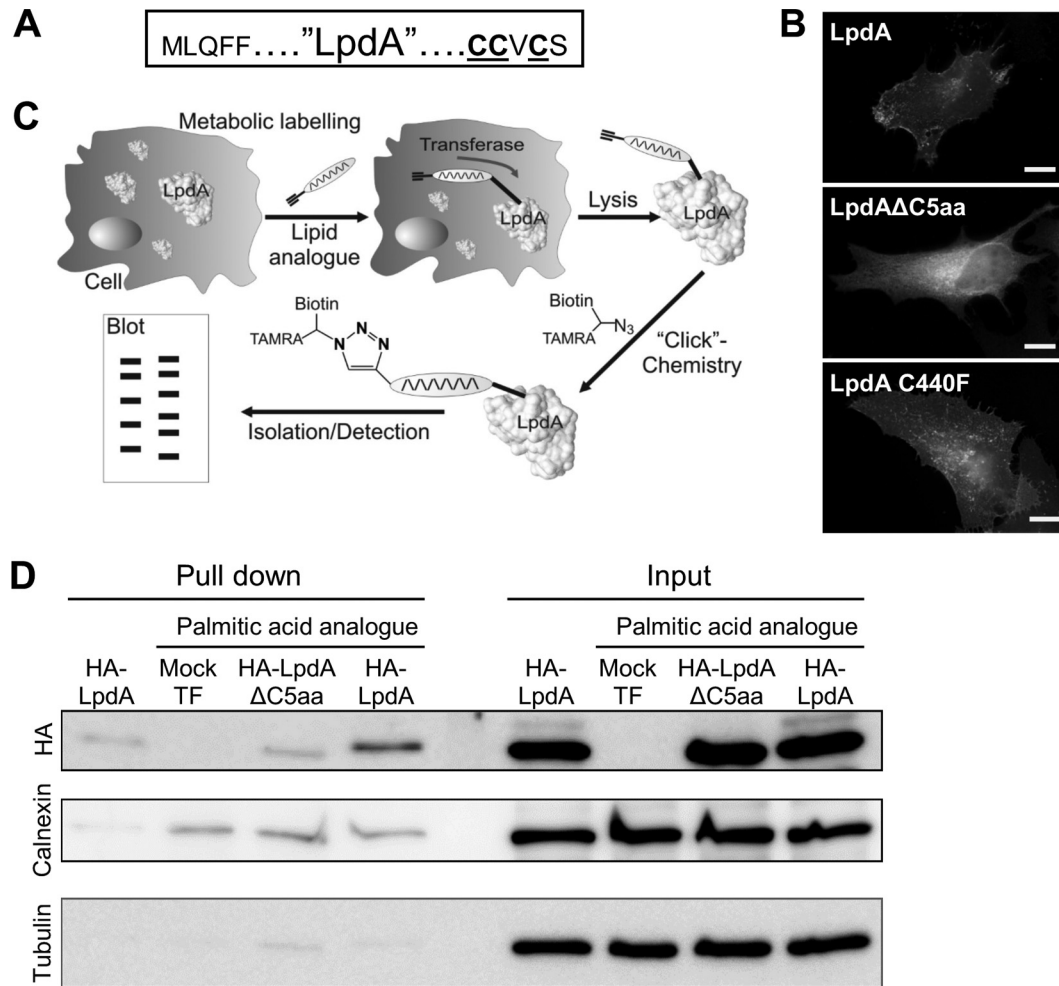 A
MLQFF....”LpdA”....CCVCS
B
LpdA
LpdAΔC5aa
LpdA C440F
C
Metabolic labelling
LpdA
Cell
Lipid
analogue
Transferase
LpdA
Lysis
LpdA
Biotin
TAMRA
N3
“Click”-
Chemistry
LpdA
Biotin
TAMRA
N
N
N
Isolation/Detection
Blot
D
Pull down
Input
Palmitic acid analogue
Palmitic acid analogue
HA-
LpdA
Mock
TF
HA-LpdA
ΔC5aa
HA-
LpdA
HA-
LpdA
Mock
TF
HA-LpdA
ΔC5aa
HA-
LpdA
HA
Calnexin
Tubulin